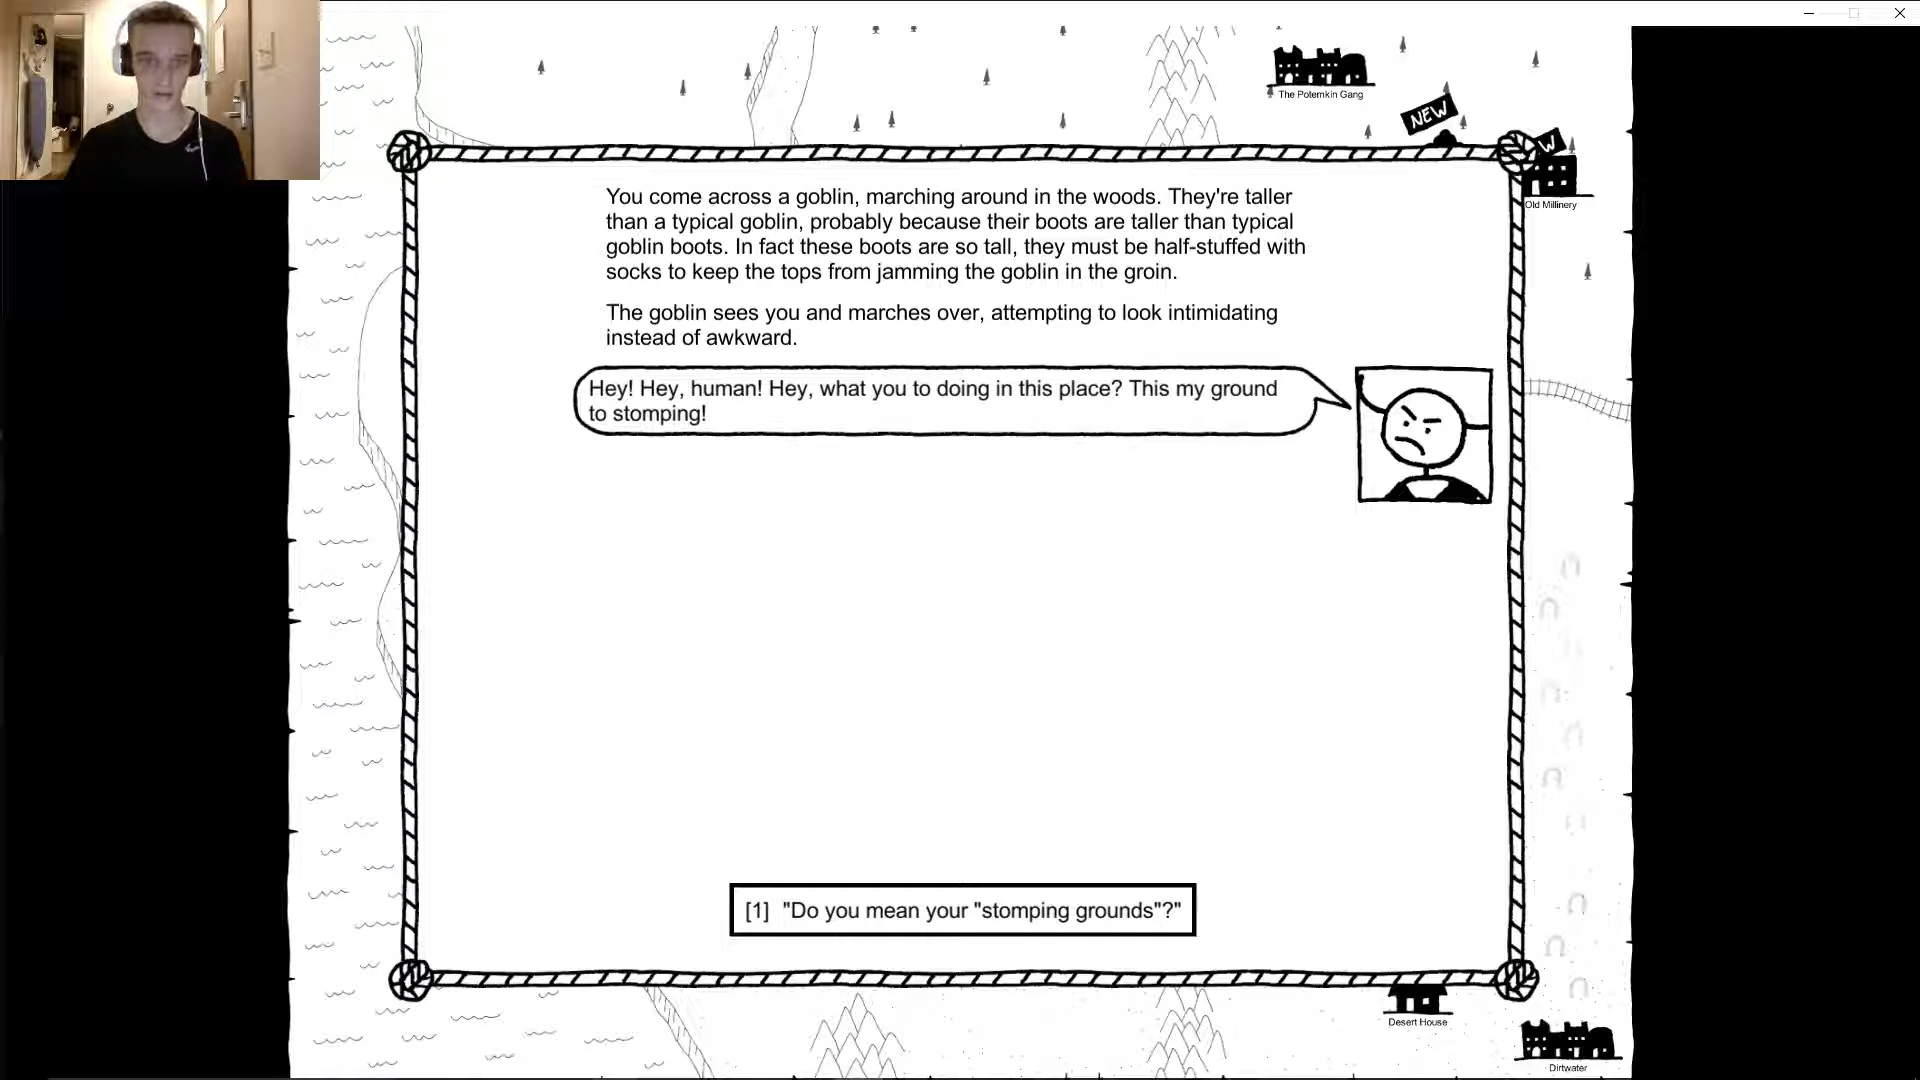 The Potemkin Gang
NEW
W
Old Millinery
You come across a goblin, marching around in the woods. They're taller
than a typical goblin, probably because their boots are taller than typical
goblin boots. In fact these boots are so tall, they must be half-stuffed with
socks to keep the tops from jamming the goblin in the groin.
The goblin sees you and marches over, attempting to look intimidating
instead of awkward.
Hey! Hey, human! Hey, what you to doing in this place? This my ground
to stomping!
[1] "Do you mean your "stomping grounds"?"
Desert House
Dirtwater